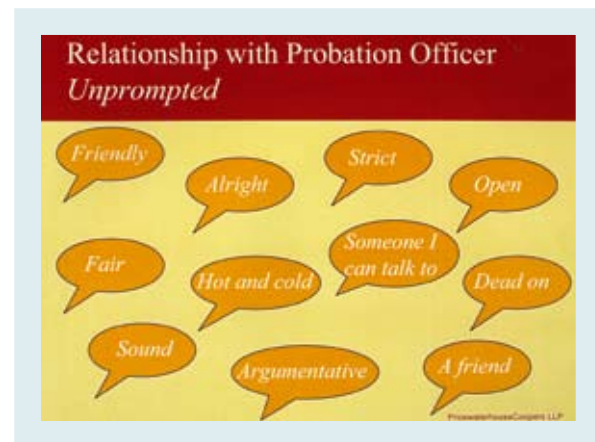 Relationship with Probation Officer
Unprompted
Friendly
Alright
Strict
Open
Fair
Hot and cold
Someone I
can talk to
Dead on
Sound
Argumentative
A friend
PricewaterhouseCoopers LLP